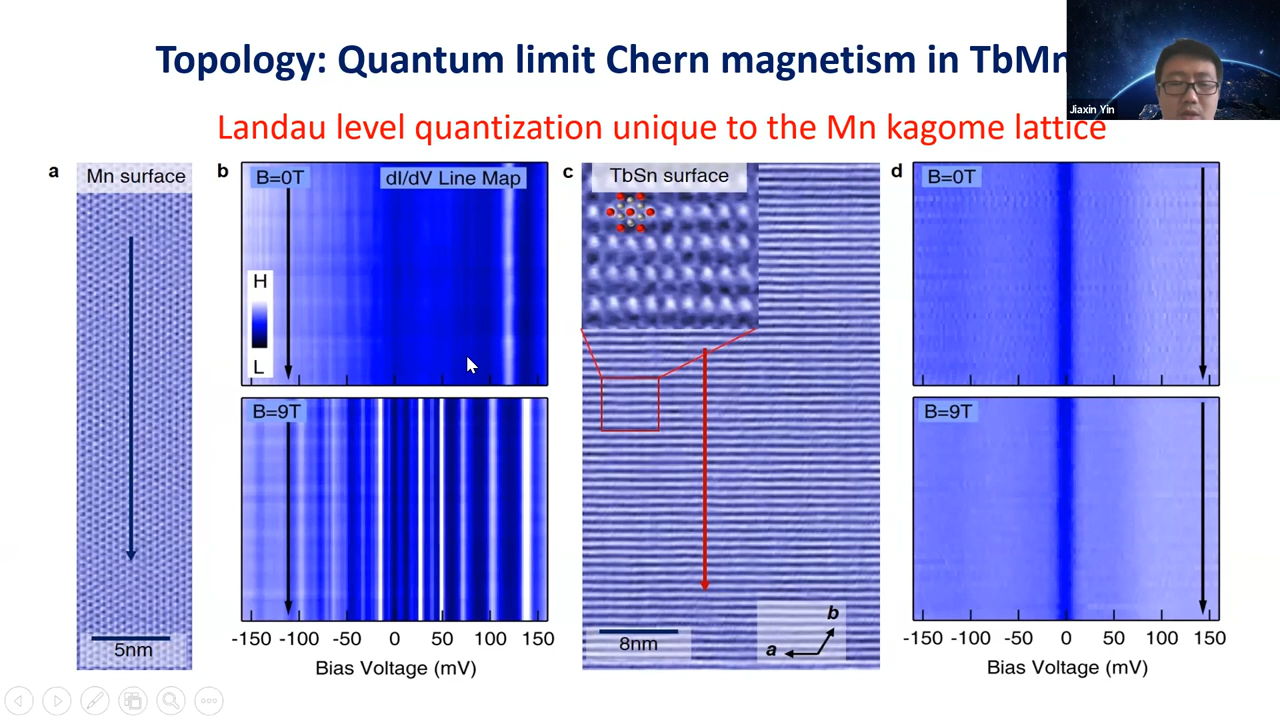 Topology: Quantum limit Chern magnetism in TbMn
Jiaxin Yin
Landau level quantization unique to the Mn kagome lattice
a
Mn surface
5nm
b
B=0T
dI/dV Line Map
H
L
B=9T
-150 -100 -50 0 50 100 150
Bias Voltage (mV)
c
TbSn surface
8nm
b
a
d
B=0T
B=9T
-150 -100 -50 0 50 100 150
Bias Voltage (mV)